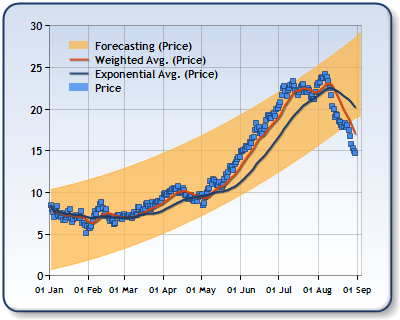 30
25
20
15
10
5
0
Forecasting (Price)
Weighted Avg. (Price)
Exponential Avg. (Price)
Price
01 Jan 01 Feb 01 Mar 01 Apr 01 May 01 Jun 01 Jul 01 Aug 01 Sep